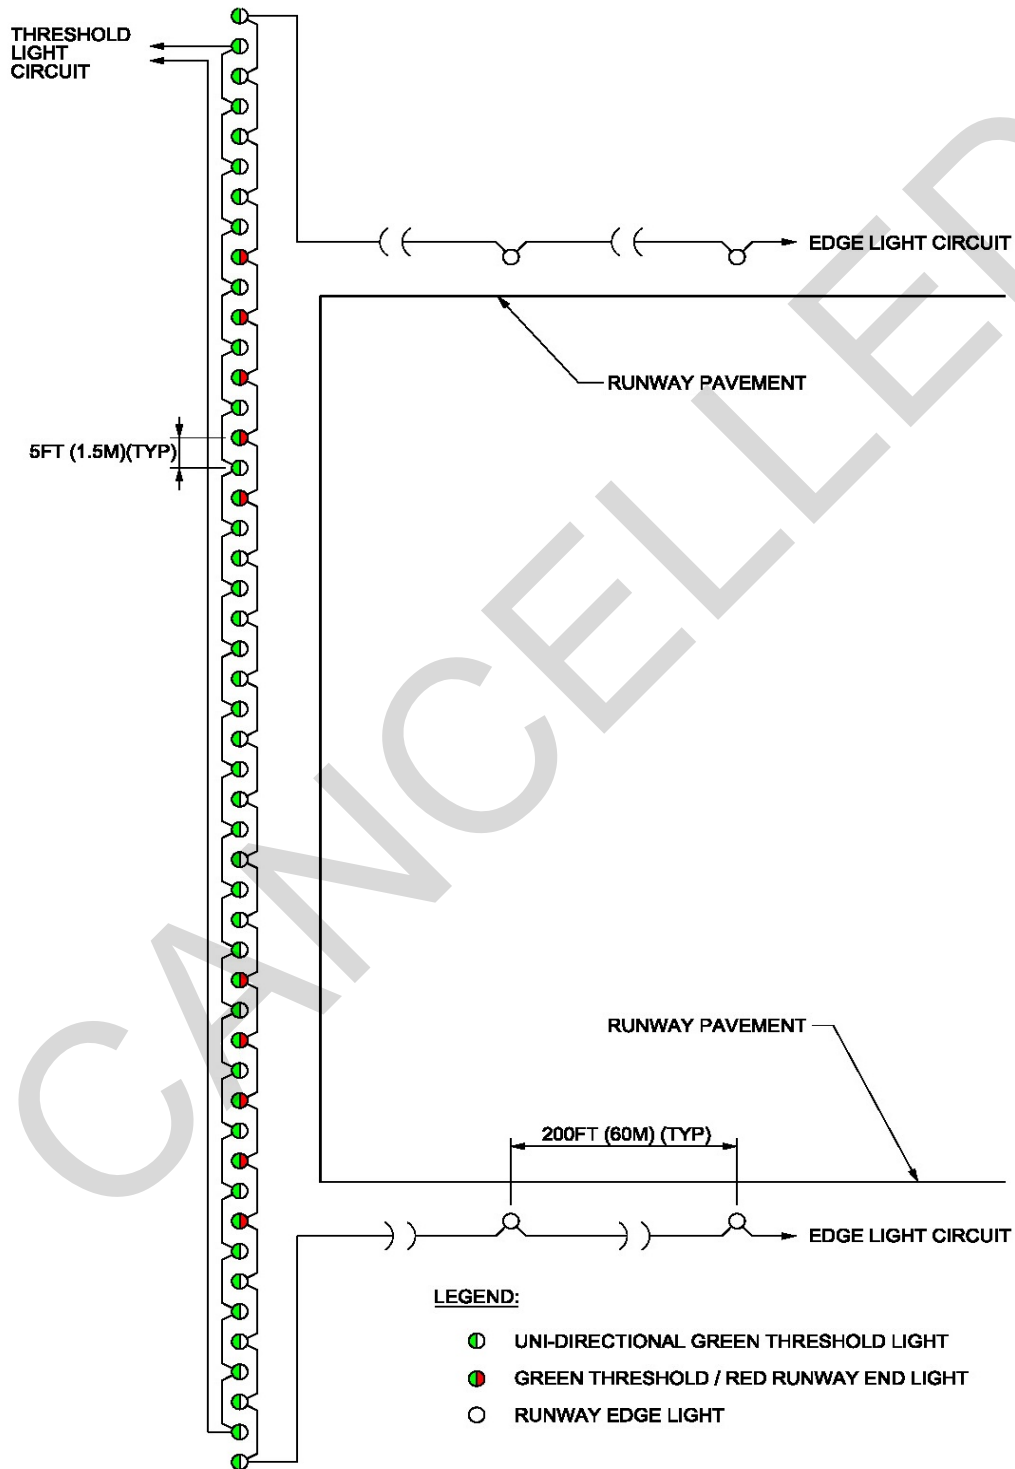 THRESHOLD
LIGHT
CIRCUIT
EDGE LIGHT CIRCUIT
RUNWAY PAVEMENT
5FT (1.5M)(TYP)
CANCELLED
RUNWAY PAVEMENT
200FT (60M) (TYP)
EDGE LIGHT CIRCUIT
LEGEND:
UNI-DIRECTIONAL GREEN THRESHOLD LIGHT
GREEN THRESHOLD / RED RUNWAY END LIGHT
RUNWAY EDGE LIGHT